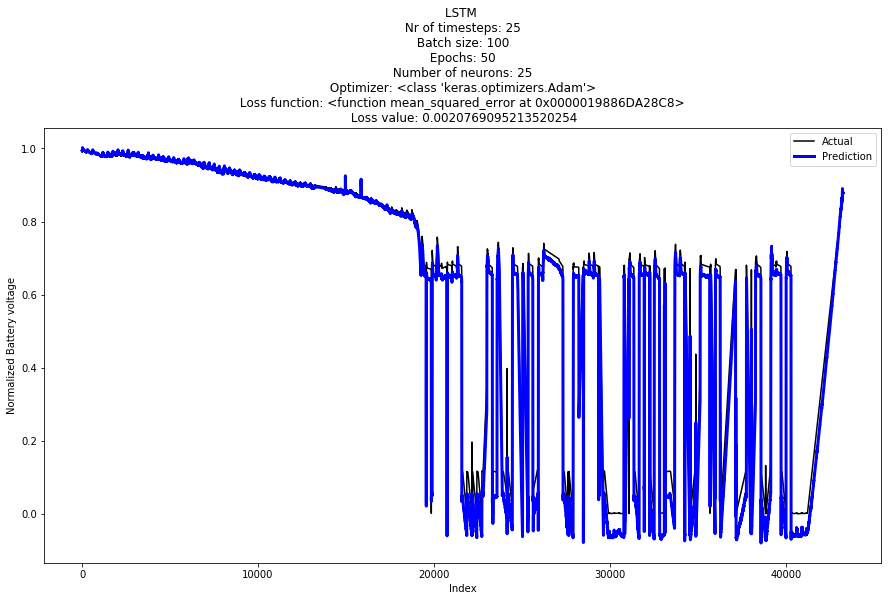 LSTM
Nr of timesteps: 25
Batch size: 100
Epochs: 50
Number of neurons: 25
Optimizer: <class 'keras.optimizers.Adam'>
Loss function: <function mean_squared_error at 0x0000019886DA28C8>
Loss value: 0.0020769095213520254
Actual
Prediction
1.0
0.8
0.6
0.4
0.2
0.0
Normalized Battery voltage
0 10000 20000 30000 40000
Index